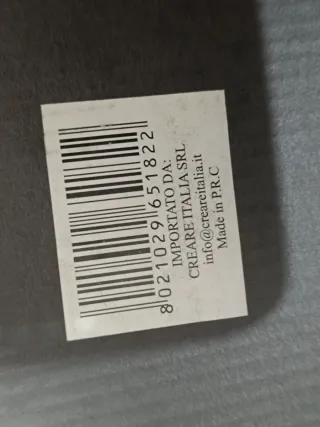 8021029651822
IMPORTATO DA:
CREARE ITALIA SRL
info@creareitalia.it
Made in P.R.C